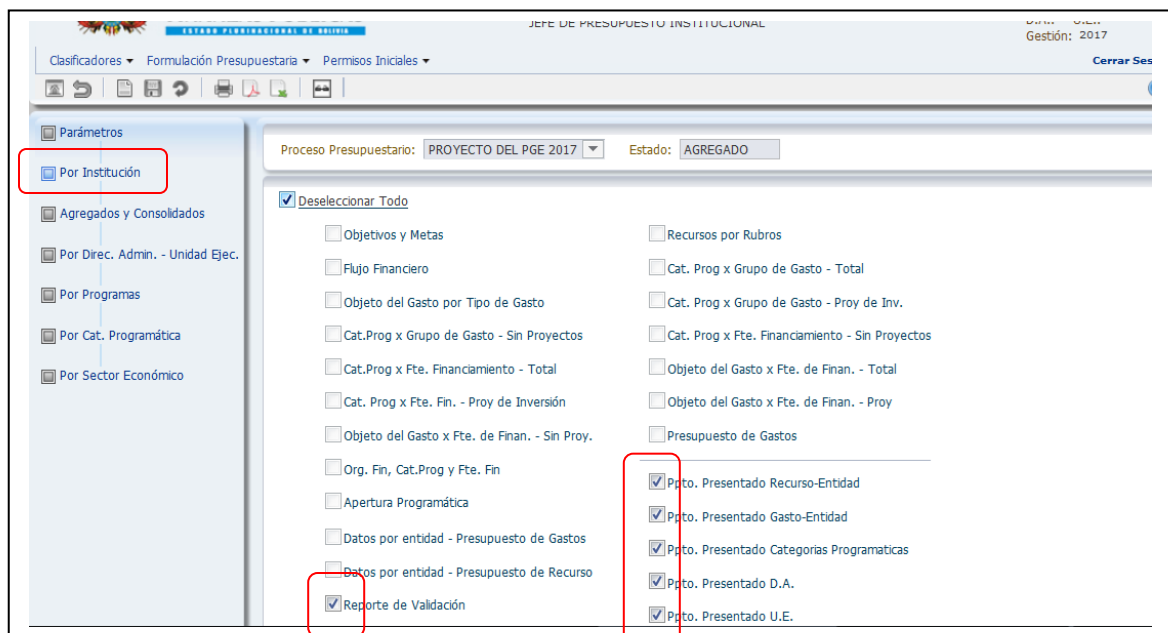 ESTADO PLURINACIONAL DE BOLIVIA
JEFE DE PRESUPUESTO INSTITUCIONAL
Gestión: 2017
Clasificadores Formulación Presupuestaria Permisos Iniciales
Cerrar Ses
Parámetros
Por Institución
Agregados y Consolidados
Por Direc. Admin. - Unidad Ejec.
Por Programas
Por Cat. Programática
Por Sector Económico
Proceso Presupuestario: PROYECTO DEL PGE 2017 Estado: AGREGADO
Deseleccionar Todo
Objetivos y Metas
Flujo Financiero
Objeto del Gasto por Tipo de Gasto
Cat.Prog x Grupo de Gasto - Sin Proyectos
Cat.Prog x Fte. Financiamiento - Total
Cat. Prog x Fte. Fin. - Proy de Inversión
Objeto del Gasto x Fte. de Finan. - Sin Proy.
Org. Fin, Cat.Prog y Fte. Fin
Apertura Programática
Datos por entidad - Presupuesto de Gastos
Datos por entidad - Presupuesto de Recurso
Reporte de Validación
Recursos por Rubros
Cat. Prog x Grupo de Gasto - Total
Cat. Prog x Grupo de Gasto - Proy de Inv.
Cat. Prog x Fte. Financiamiento - Sin Proyectos
Objeto del Gasto x Fte. de Finan. - Total
Objeto del Gasto x Fte. de Finan. - Proy
Presupuesto de Gastos
Ppto. Presentado Recurso-Entidad
Ppto. Presentado Gasto-Entidad
Ppto. Presentado Categorias Programaticas
Ppto. Presentado D.A.
Ppto. Presentado U.E.